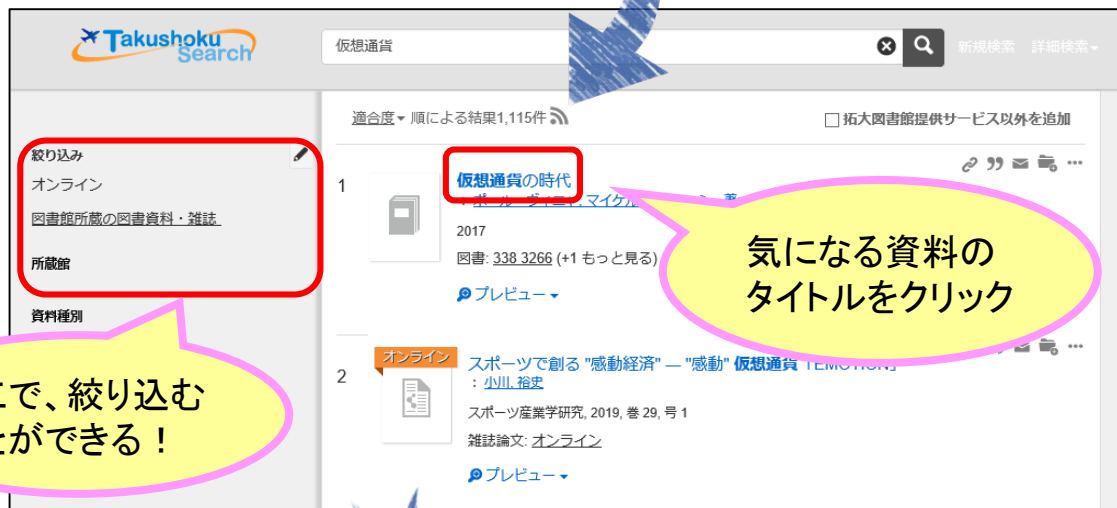 Takushoku
Search
仮想通貨
新規検索 詳細検索
適合度 順による結果1,115件
拓大図書館提供サービス以外を追加
絞り込み
オンライン
図書館所蔵の図書資料・雑誌
所蔵館
資料種別
1
仮想通貨の時代
マイケル
2017
図書: 338 3266 (+1 もっと見る)
プレビュー
気になる資料の
タイトルをクリック
2
オンライン
スポーツで創る "感動経済" — "感動" 仮想通貨
: 小川, 裕史
スポーツ産業学研究, 2019, 巻 29, 号 1
雑誌論文: オンライン
プレビュー
で、絞り込む
とができる！